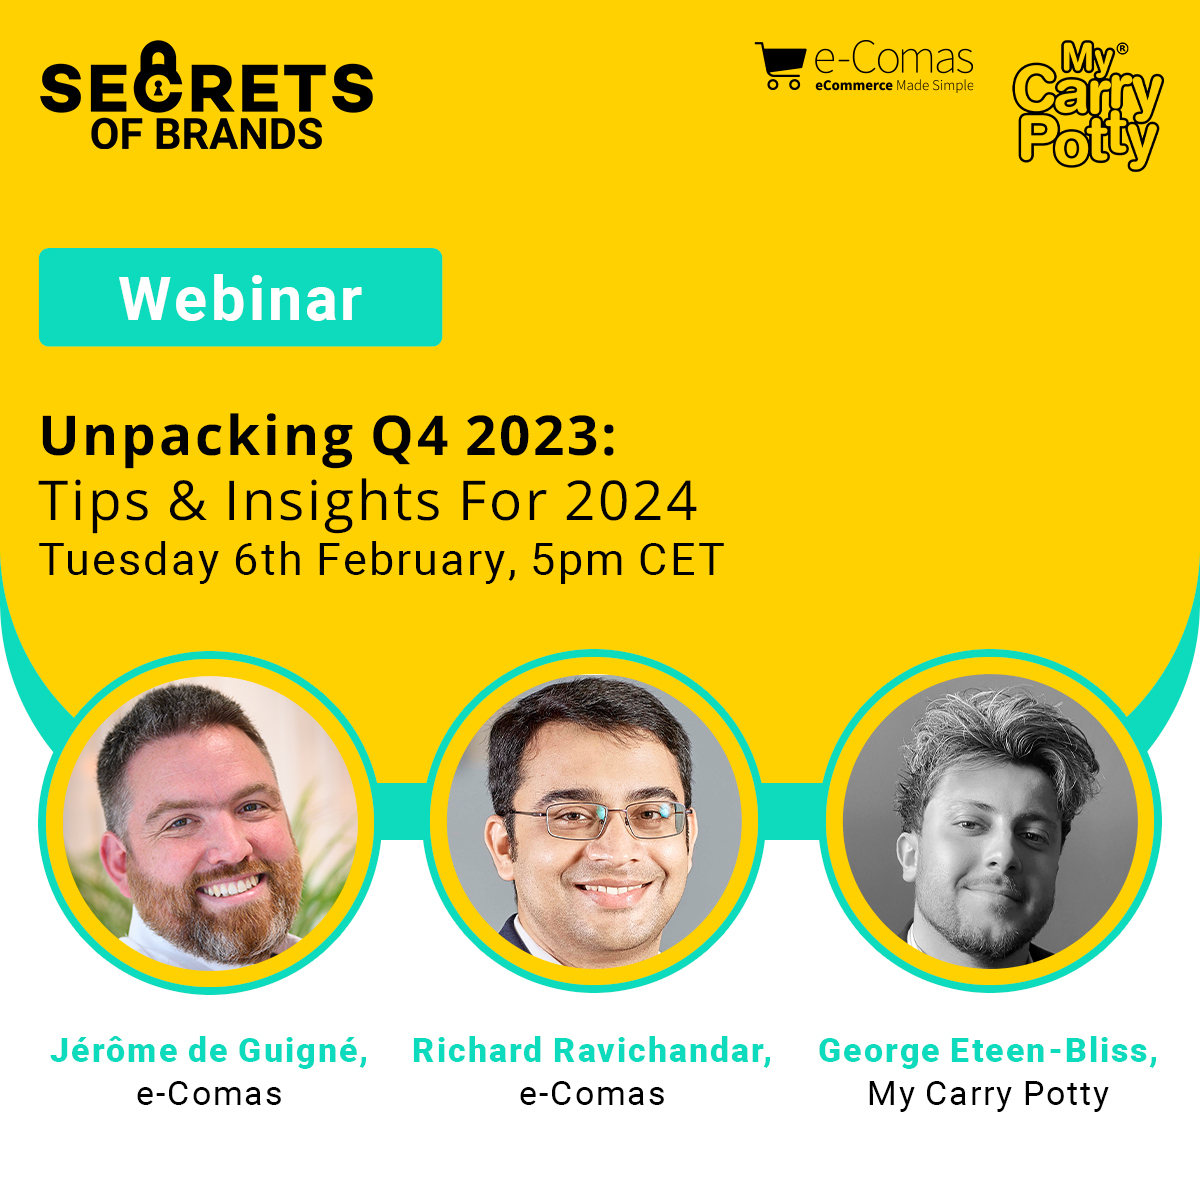 SECRETS
OF BRANDS
e-Comas
eCommerce Made Simple
My®
Carry
Potty
Webinar
Unpacking Q4 2023:
Tips & Insights For 2024
Tuesday 6th February, 5pm CET
Jérôme de Guigné,
e-Comas
Richard Ravichandar,
e-Comas
George Eteen-Bliss,
My Carry Potty